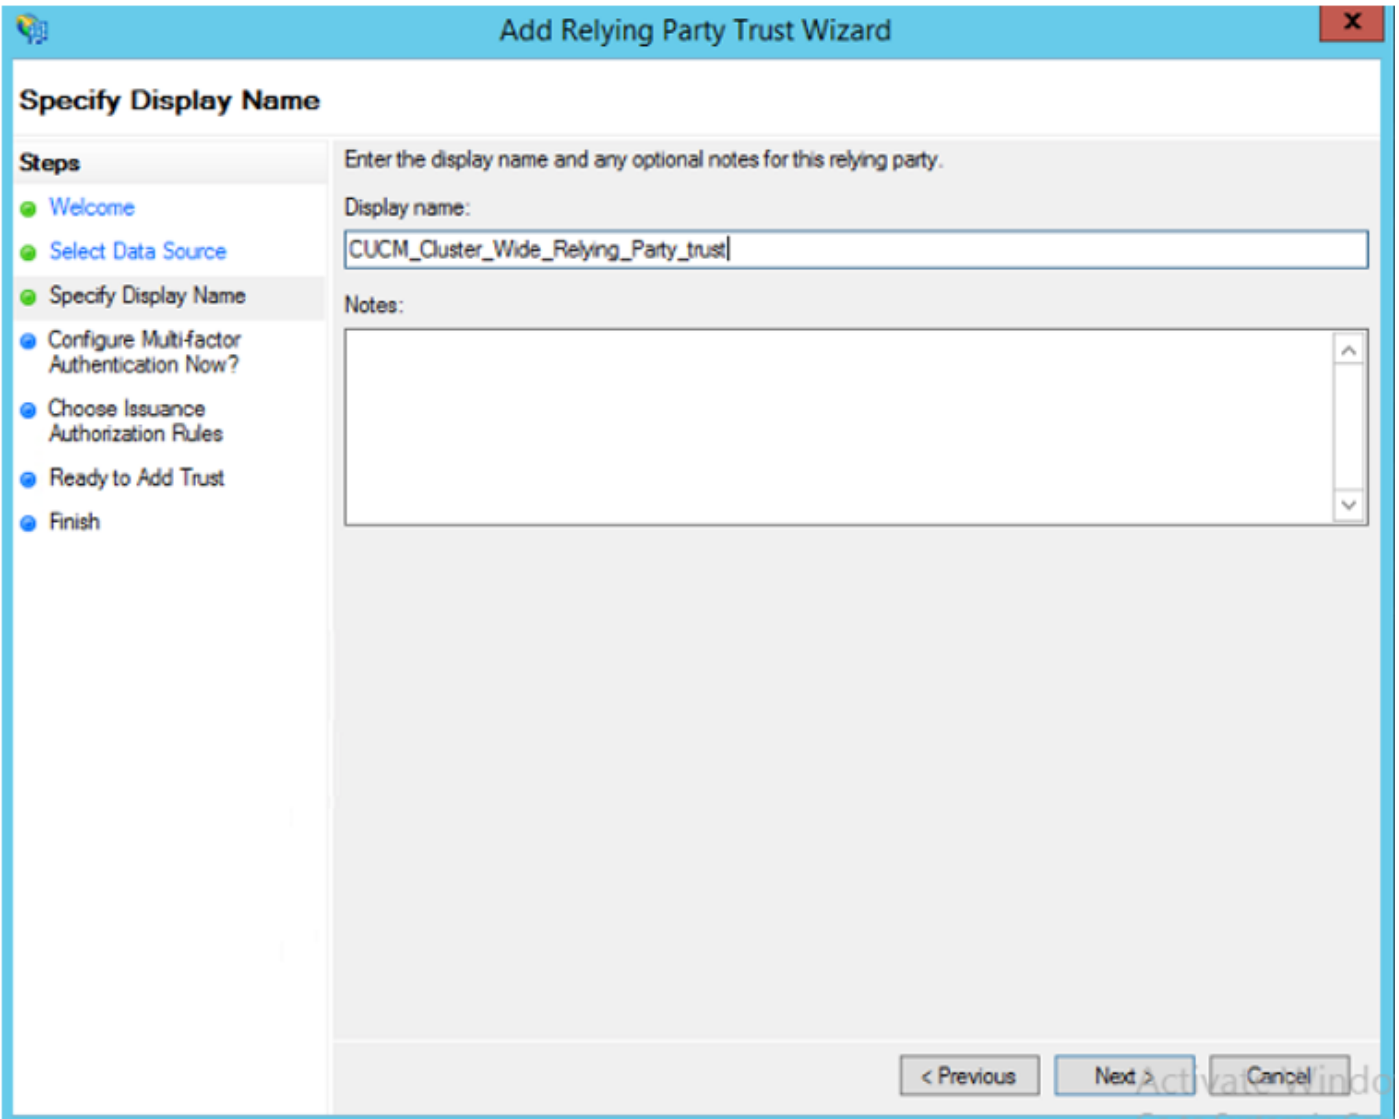 Add Relying Party Trust Wizard
X
Specify Display Name
Steps
Welcome
Select Data Source
Specify Display Name
Configure Multi-factor
Authentication Now?
Choose Issuance
Authorization Rules
Ready to Add Trust
Finish
Enter the display name and any optional notes for this relying party.
Display name:
CUCM_Cluster_Wide_Relying_Party_trust
Notes:
< Previous
Next >
Cancel
Activate Windo